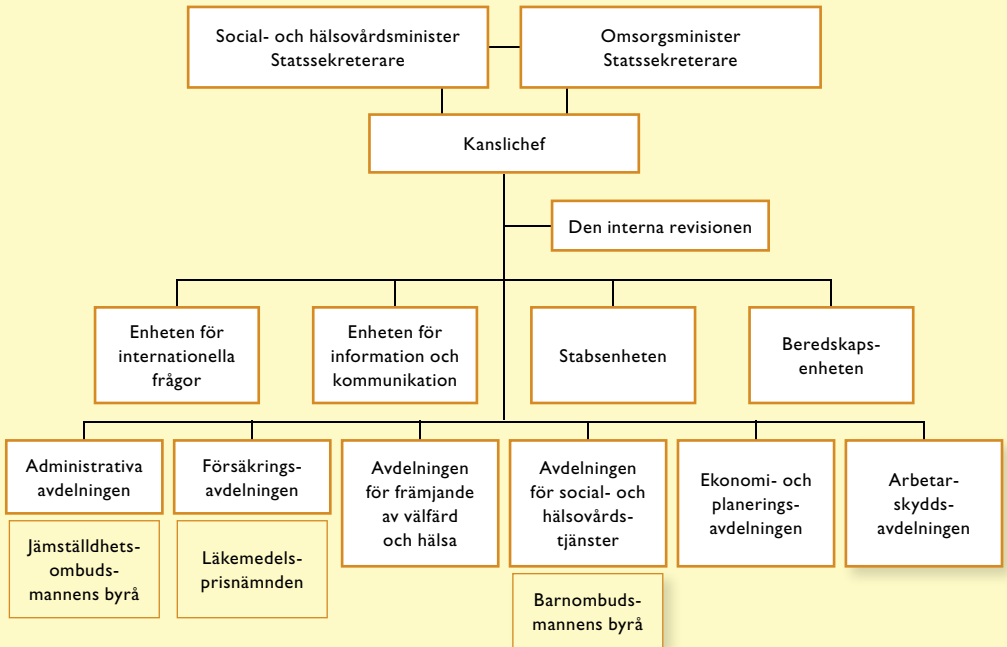 Social- och hälsovårdsminister
Statssekreterare
Omsorgsminister
Statssekreterare
Kanslichef
Den interna revisionen
Enheten för
internationella
frågor
Enheten för
information och
kommunikation
Stabsenheten
Beredskaps-
enheten
Administrativa
avdelningen
Försäkrings-
avdelningen
Avdelningen
för främjande
av välfärd
och hälsa
Avdelningen
för social- och
hälsovårds-
tjänster
Ekonomi- och
planerings-
avdelningen
Arbetar-
skydds-
avdelningen
Jämställdhets-
ombuds-
mannens byrå
Läkemedels-
prisnämnden
Barnombuds-
mannens byrå